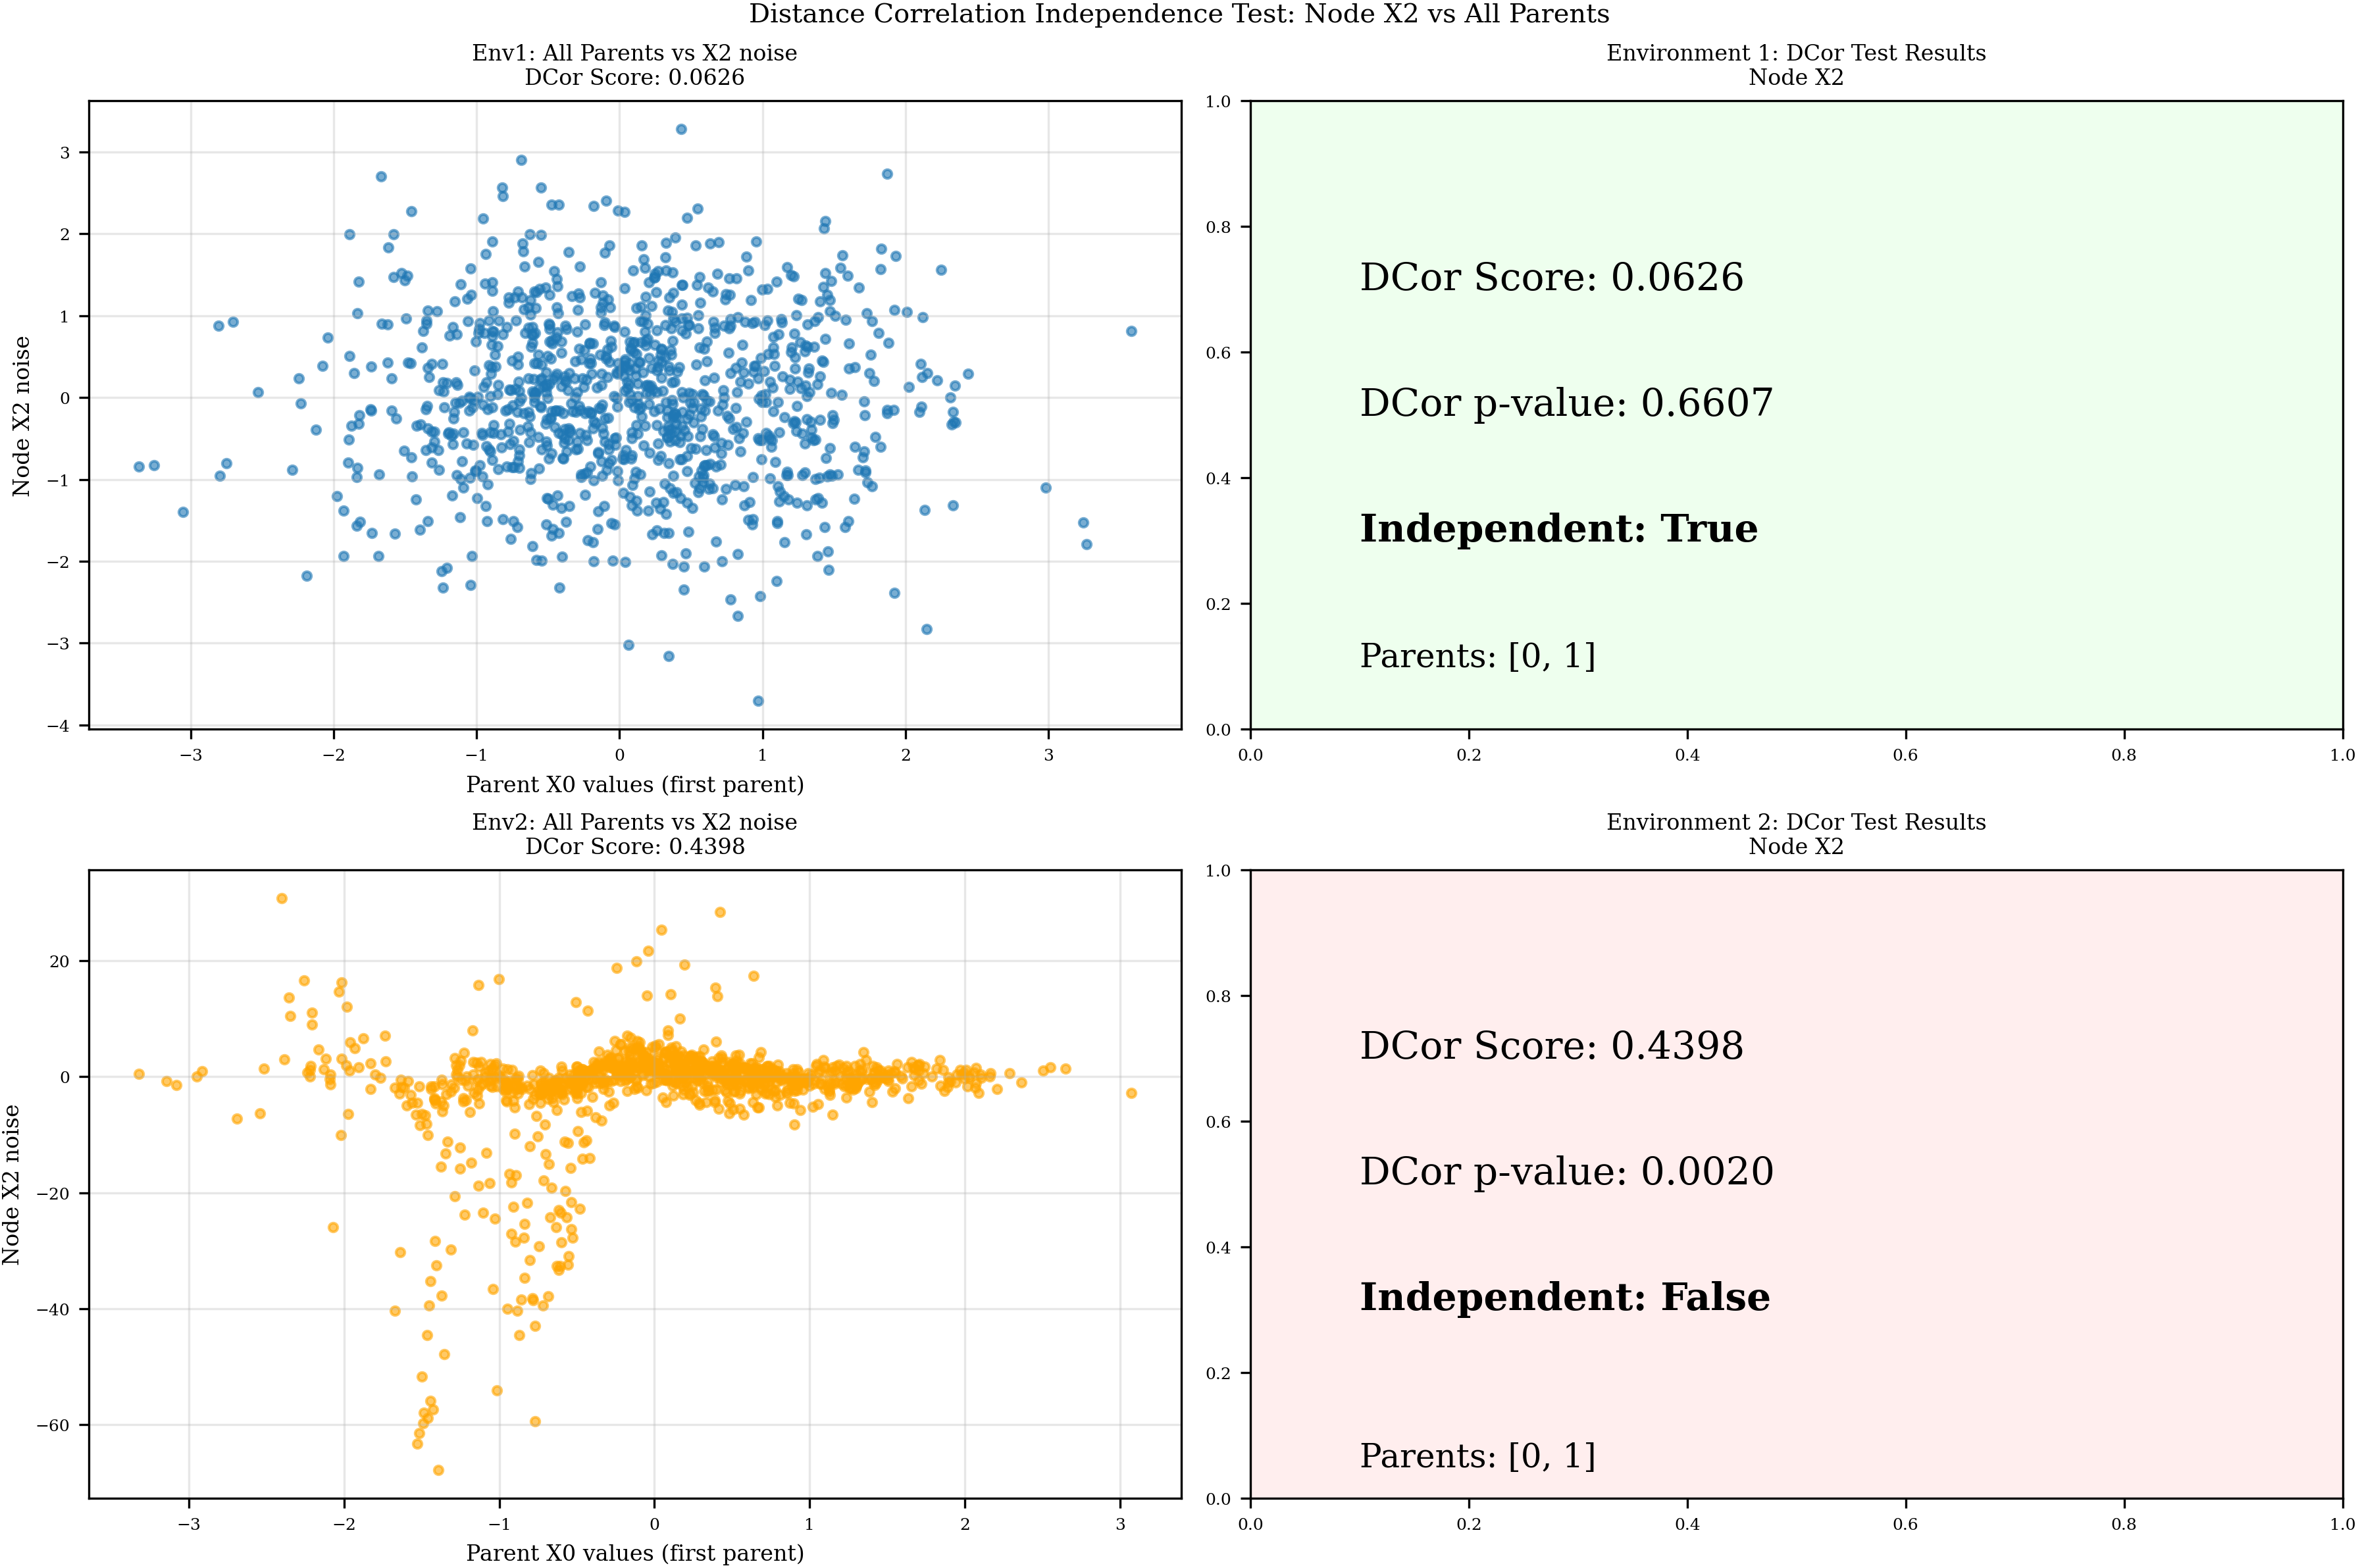 Distance Correlation Independence Test: Node X2 vs All Parents
Env1: All Parents vs X2 noise
DCor Score: 0.0626
3
2
1
0
−1
−2
−3
−4
Node X2 noise
−3
−2
−1
0
1
2
3
Parent X0 values (first parent)
Environment 1: DCor Test Results
Node X2
1.0
0.8
0.6
0.4
0.2
0.0
DCor Score: 0.0626
DCor p-value: 0.6607
Independent: True
Parents: [0, 1]
0.0
0.2
0.4
0.6
0.8
1.0
Env2: All Parents vs X2 noise
DCor Score: 0.4398
20
0
−20
−40
−60
Node X2 noise
−3
−2
−1
0
1
2
3
Parent X0 values (first parent)
Environment 2: DCor Test Results
Node X2
1.0
0.8
0.6
0.4
0.2
0.0
DCor Score: 0.4398
DCor p-value: 0.0020
Independent: False
Parents: [0, 1]
0.0
0.2
0.4
0.6
0.8
1.0